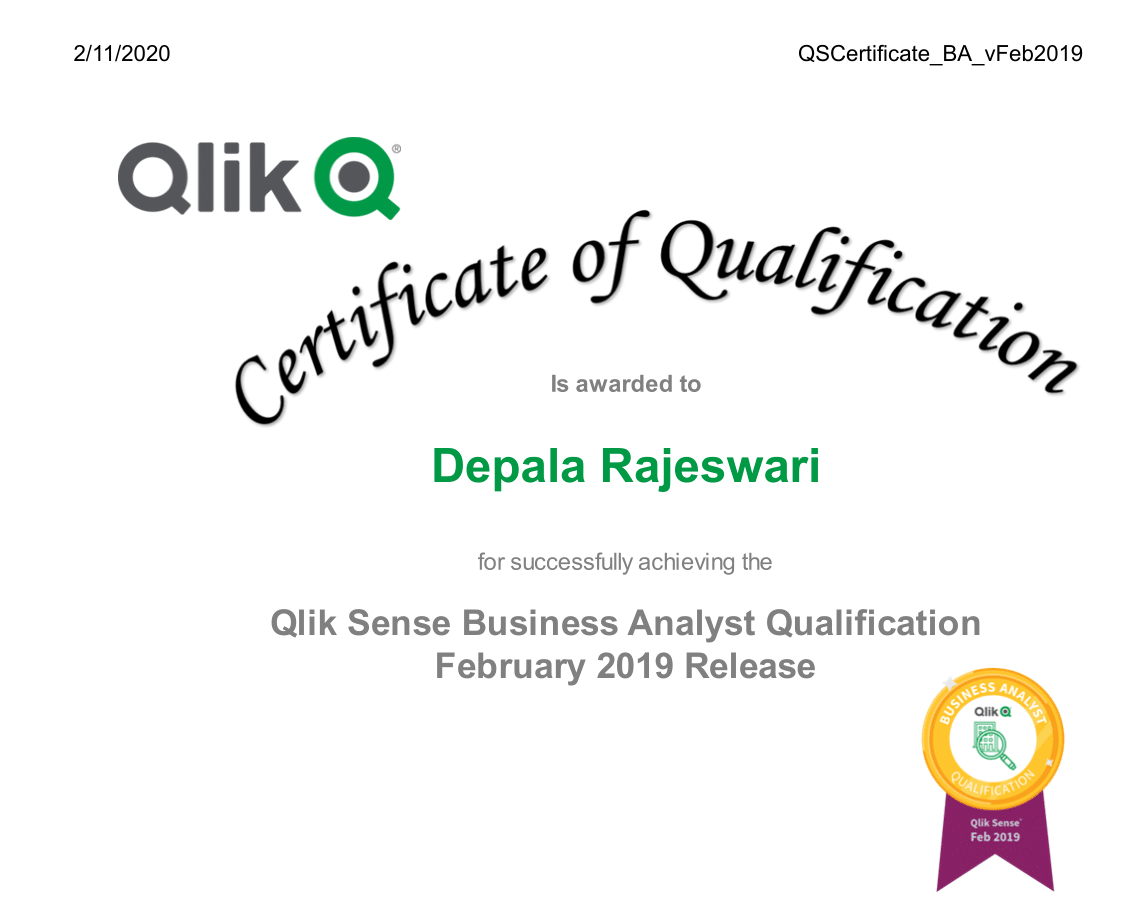 2/11/2020 QSCertificate_BA_vFeb2019
Qlik Q®
Certificate of Qualification
Is awarded to
Depala Rajeswari
for successfully achieving the
Qlik Sense Business Analyst Qualification
February 2019 Release
BUSINESS ANALYST
Qlik Q
QUALIFICATION
Qlik Sense®
Feb 2019